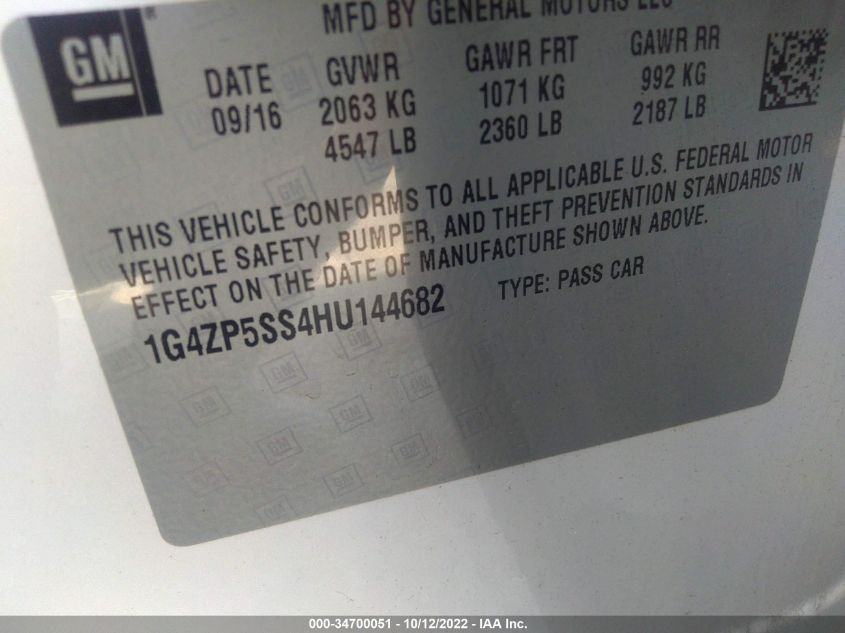 MFD BY GENERAL MOTORS LLC
GM ®
DATE GVWR GAWR FRT GAWR RR
09/16 2063 KG 1071 KG 992 KG
4547 LB 2360 LB 2187 LB
THIS VEHICLE CONFORMS TO ALL APPLICABLE U.S. FEDERAL MOTOR
VEHICLE SAFETY, BUMPER, AND THEFT PREVENTION STANDARDS IN
EFFECT ON THE DATE OF MANUFACTURE SHOWN ABOVE.
1G4ZP5SS4HU144682 TYPE: PASS CAR
000-34700051 - 10/12/2022 - IAA Inc.